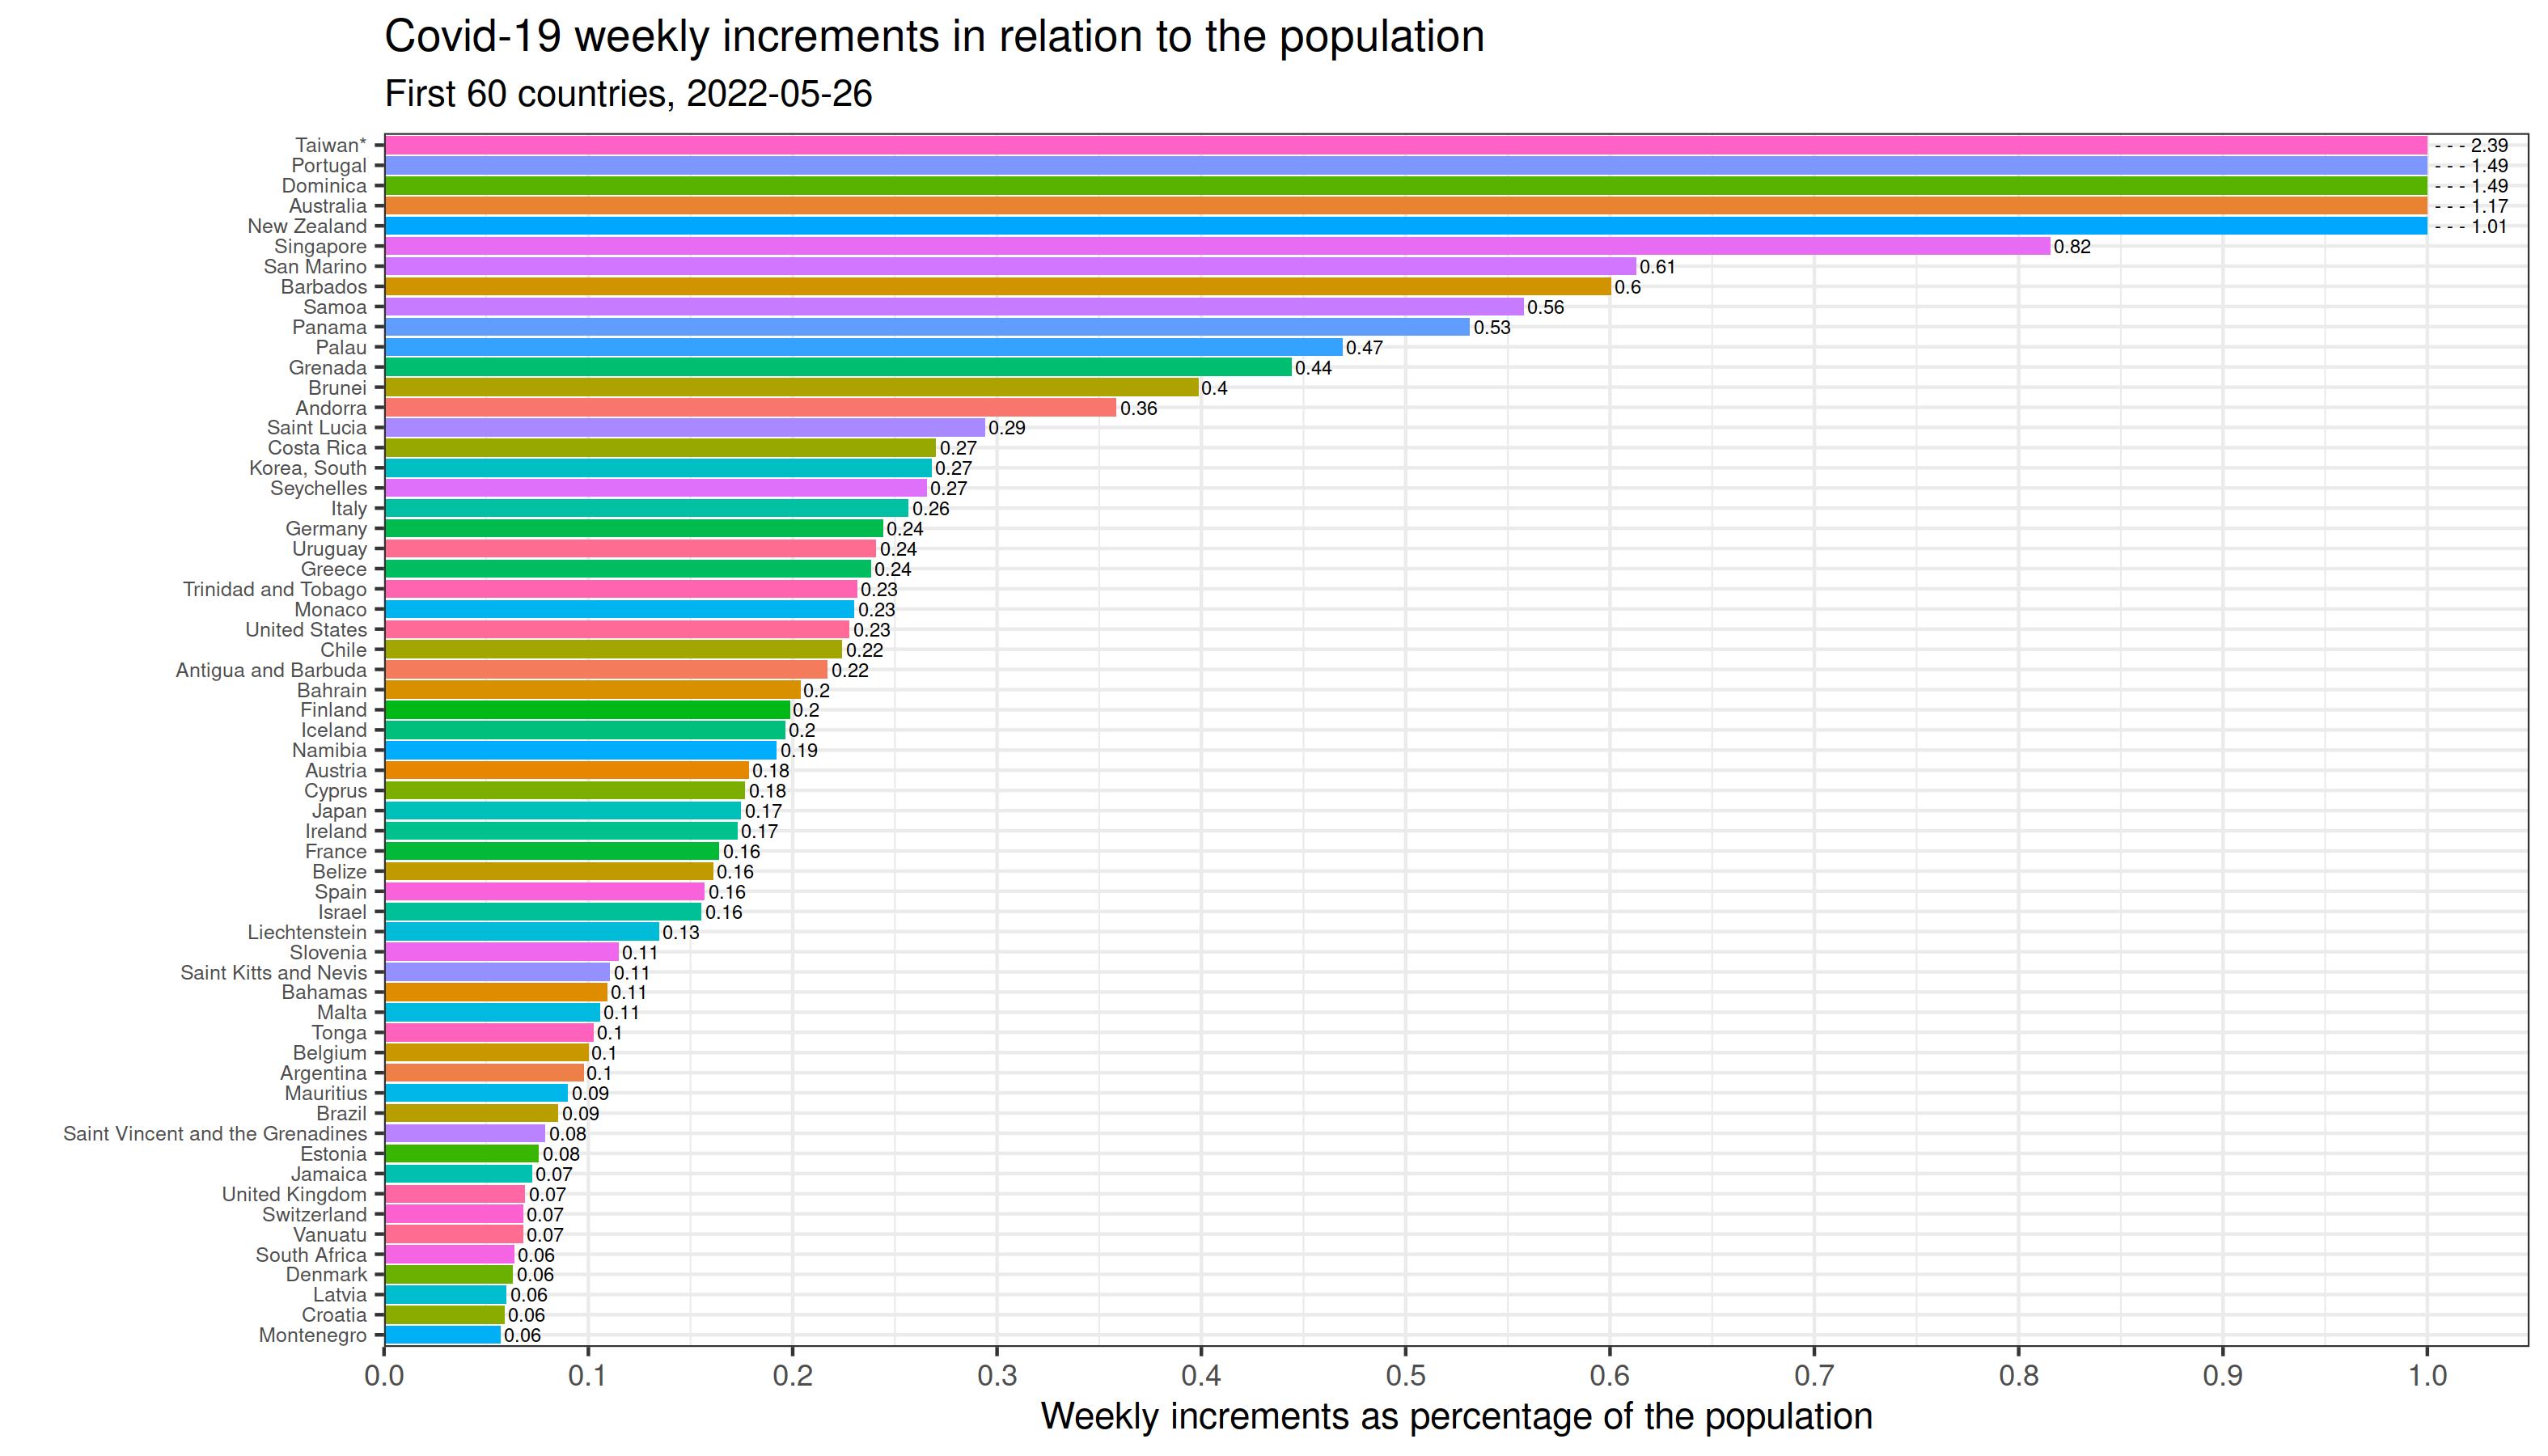 Covid-19 weekly increments in relation to the population
First 60 countries, 2022-05-26
Taiwan* - - - 2.39
Portugal - - - 1.49
Dominica - - - 1.49
Australia - - - 1.17
New Zealand - - - 1.01
Singapore 0.82
San Marino 0.61
Barbados 0.6
Samoa 0.56
Panama 0.53
Palau 0.47
Grenada 0.44
Brunei 0.4
Andorra 0.36
Saint Lucia 0.29
Costa Rica 0.27
Korea, South 0.27
Seychelles 0.27
Italy 0.26
Germany 0.24
Uruguay 0.24
Greece 0.24
Trinidad and Tobago 0.23
Monaco 0.23
United States 0.23
Chile 0.22
Antigua and Barbuda 0.22
Bahrain 0.2
Finland 0.2
Iceland 0.2
Namibia 0.19
Austria 0.18
Cyprus 0.18
Japan 0.17
Ireland 0.17
France 0.16
Belize 0.16
Spain 0.16
Israel 0.16
Liechtenstein 0.13
Slovenia 0.11
Saint Kitts and Nevis 0.11
Bahamas 0.11
Malta 0.11
Tonga 0.1
Belgium 0.1
Argentina 0.1
Mauritius 0.09
Brazil 0.09
Saint Vincent and the Grenadines 0.08
Estonia 0.08
Jamaica 0.07
United Kingdom 0.07
Switzerland 0.07
Vanuatu 0.07
South Africa 0.06
Denmark 0.06
Latvia 0.06
Croatia 0.06
Montenegro 0.06
0.0 0.1 0.2 0.3 0.4 0.5 0.6 0.7 0.8 0.9 1.0
Weekly increments as percentage of the population